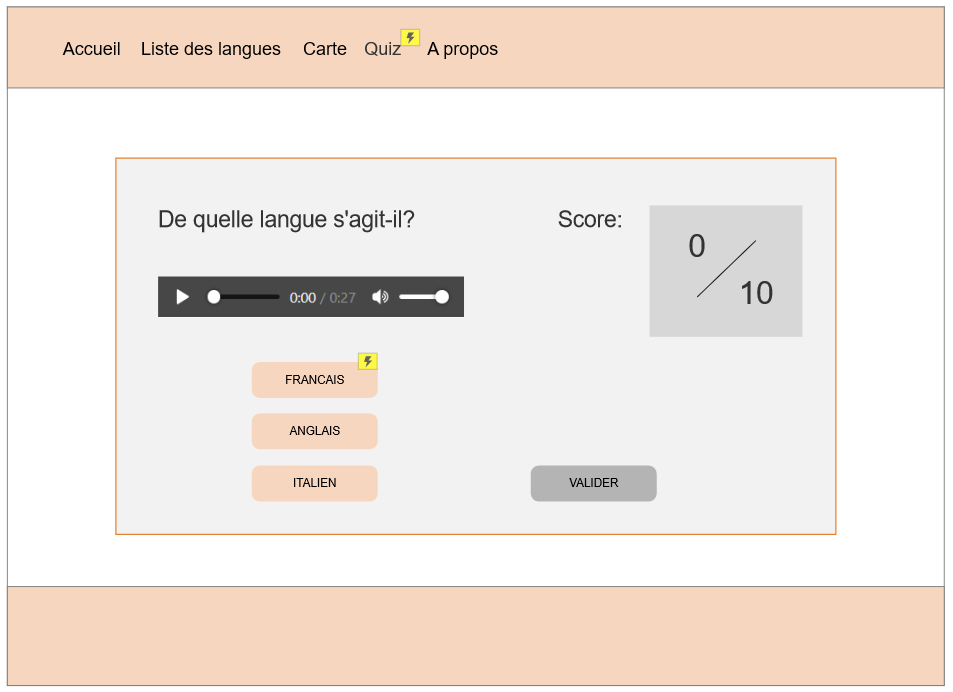 Accueil Liste des langues Carte Quiz A propos
De quelle langue s'agit-il? Score:
0
10
0:00 / 0:27
FRANCAIS
ANGLAIS
ITALIEN VALIDER